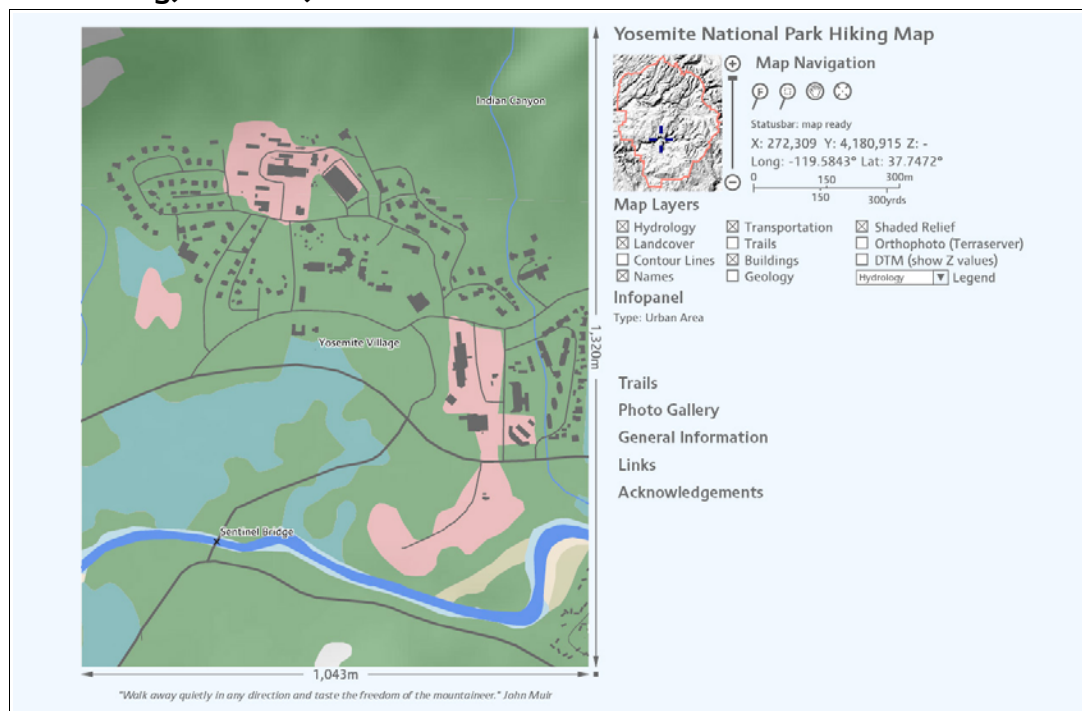 Indian Canyon
Yosemite Village
Sentinel Bridge
1,320m
1,043m
"Walk away quietly in any direction and taste the freedom of the mountaineer." John Muir
Yosemite National Park Hiking Map
Map Navigation
F
Statusbar: map ready
X: 272,309 Y: 4,180,915 Z: -
Long: -119.5843° Lat: 37.7472°
0 150 300m
150 300yrds
Map Layers
Hydrology Transportation Shaded Relief
Landcover Trails Orthophoto (Terraserver)
Contour Lines Buildings DTM (show Z values)
Names Geology Hydrology Legend
Infopanel
Type: Urban Area
Trails
Photo Gallery
General Information
Links
Acknowledgements